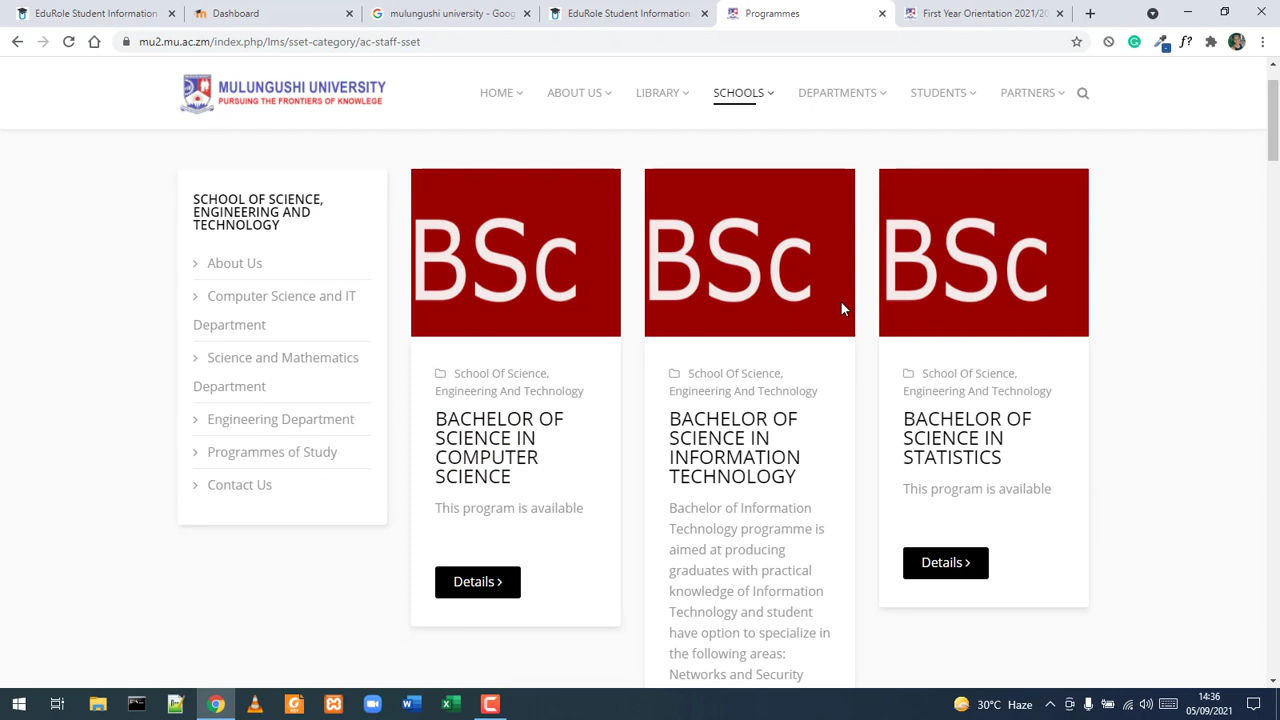 EduRole Student Information
Dashboard
mulungushi university - Goog
EduRole Student Information
Programmes
First Year Orientation 2021/20
mu2.mu.ac.zm/index.php/lms/sset-category/ac-staff-sset
MULUNGUSHI UNIVERSITY
PURSUING THE FRONTIERS OF KNOWLEGE
HOME
ABOUT US
LIBRARY
SCHOOLS
DEPARTMENTS
STUDENTS
PARTNERS
SCHOOL OF SCIENCE,
ENGINEERING AND
TECHNOLOGY
About Us
Computer Science and IT
Department
Science and Mathematics
Department
Engineering Department
Programmes of Study
Contact Us
BSc
School Of Science,
Engineering And Technology
BACHELOR OF
SCIENCE IN
COMPUTER
SCIENCE
This program is available
Details
BSc
School Of Science,
Engineering And Technology
BACHELOR OF
SCIENCE IN
INFORMATION
TECHNOLOGY
Bachelor of Information
Technology programme is
aimed at producing
graduates with practical
knowledge of Information
Technology and student
have option to specialize in
the following areas:
Networks and Security
BSc
School Of Science,
Engineering And Technology
BACHELOR OF
SCIENCE IN
STATISTICS
This program is available
Details
30°C Haze
14:36
05/09/2021